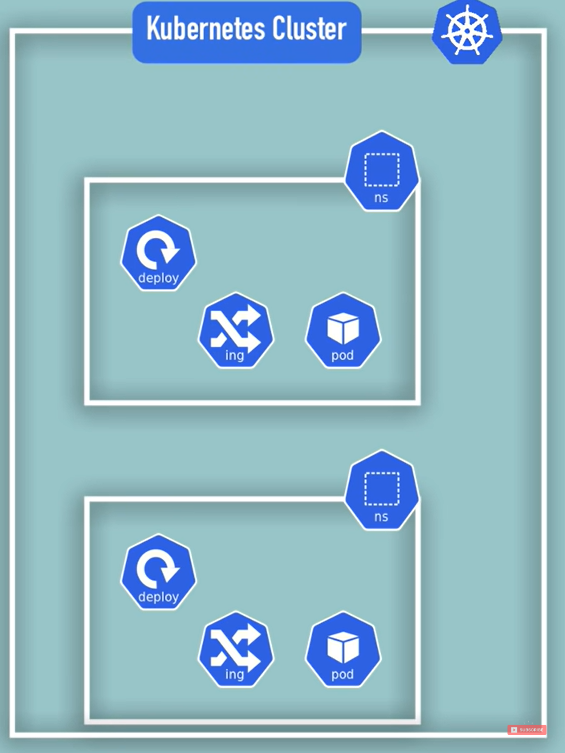 Kubernetes Cluster
ns
deploy
ing
pod
ns
deploy
ing
pod